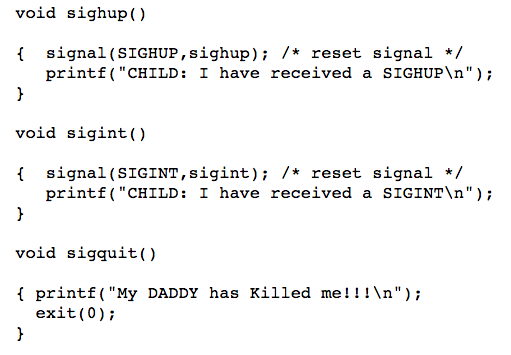 void sighup()
{  signal(SIGHUP,sighup); /* reset signal */
   printf("CHILD: I have received a SIGHUP\n");
}
void sigint()
{  signal(SIGINT,sigint); /* reset signal */
   printf("CHILD: I have received a SIGINT\n");
}
void sigquit()
{ printf("My DADDY has Killed me!!!\n");
  exit(0);
}